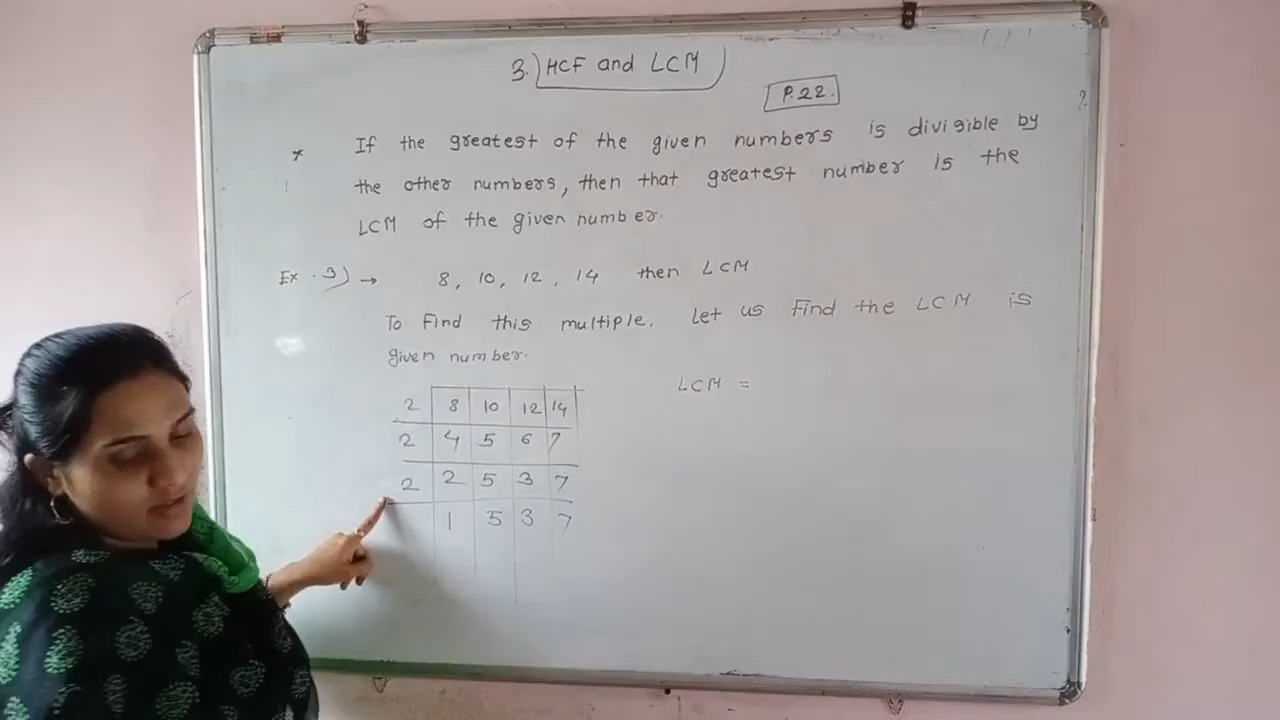 3. HCF and LCM
P.22.
* If the greatest of the given numbers is divisible by
the other numbers, then that greatest number is the
LCM of the given number.
Ex. 3) → 8, 10, 12, 14 then LCM
To Find this multiple. Let us Find the LCM is
given number.
LCM =
2 8 10 12 14
2 4 5 6 7
2 2 5 3 7
1 5 3 7